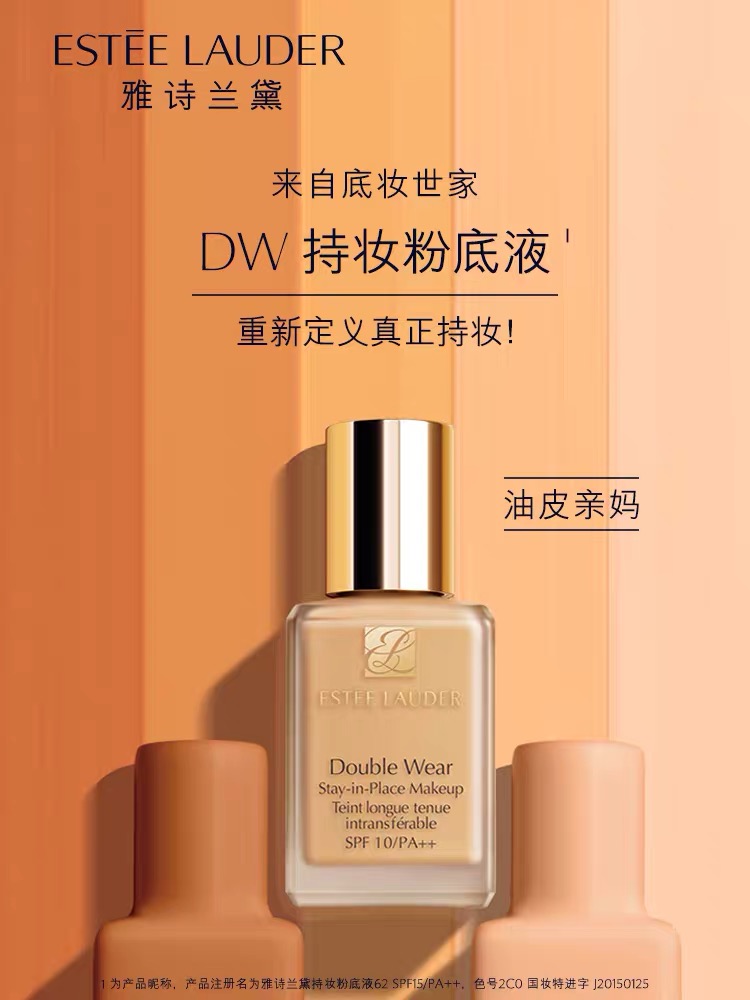 ESTĒE LAUDER
雅诗兰黛
来自底妆世家
DW 持妆粉底液¹
重新定义真正持妆!
油皮亲妈
ESTĒE LAUDER
Double Wear
Stay-in-Place Makeup
Teint longue tenue
intransférable
SPF 10/PA++
1 为产品昵称，产品注册名为雅诗兰黛持妆粉底液62 SPF15/PA++，色号2C0 国妆特进字 J20150125